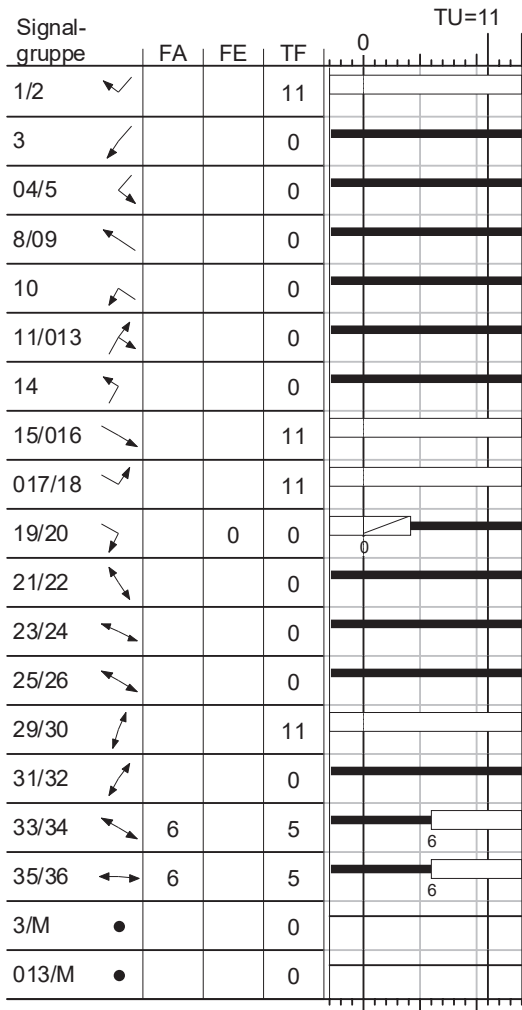 TU=11
Signal-
gruppe FA FE TF 0
1/2 11
3 0
04/5 0
8/09 0
10 0
11/013 0
14 0
15/016 11
017/18 11
19/20 0 0
0
21/22 0
23/24 0
25/26 0
29/30 11
31/32 0
33/34 6 5
6
35/36 6 5
6
3/M 0
013/M 0